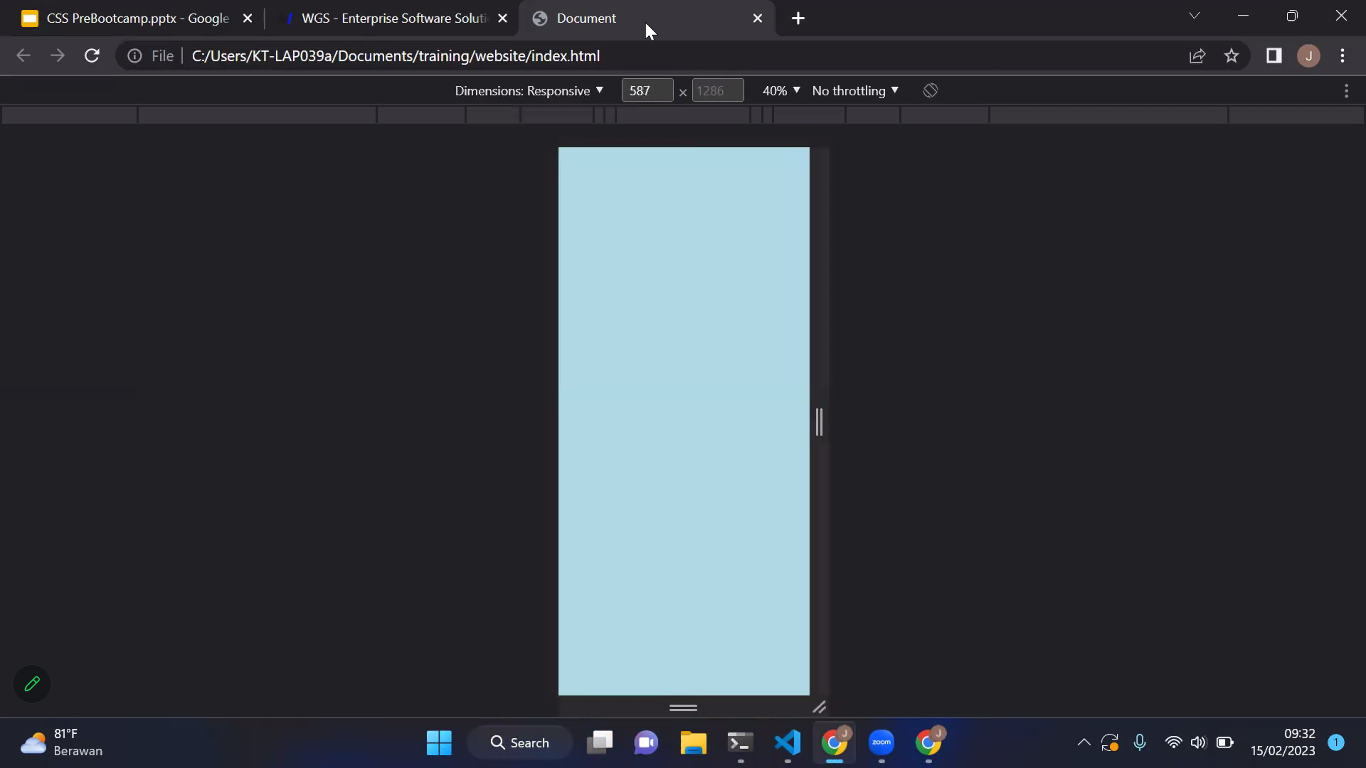 CSS PreBootcamp.pptx - Google
WGS - Enterprise Software Soluti
Document
File
C:/Users/KT-LAP039a/Documents/training/website/index.html
J
Dimensions: Responsive
587
×
1286
40%
No throttling
81°F
Berawan
Search
J
zoom
J
09:32
15/02/2023
1